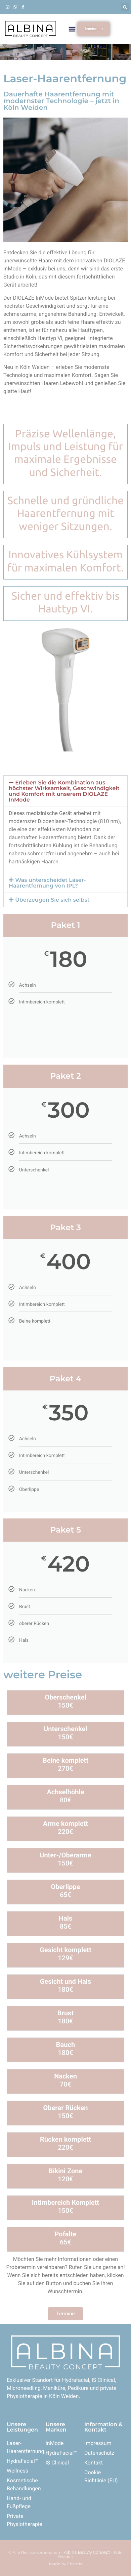 ALBINA
BEAUTY CONCEPT
Termine
Laser-Haarentfernung
Dauerhafte Haarentfernung mit
modernster Technologie – jetzt in
Köln Weiden
Entdecken Sie die effektive Lösung für
unerwünschte Haare mit dem innovativen DIOLAZE
InMode – exklusiv bei uns, denn wir sind das erste
Studio in Köln, das diese fortschrittliche
Haarentfernungstechnologie anbietet!
Der DIOLAZE InMode bietet Spitzenleistung bei
höchster Geschwindigkeit und sorgt für eine
äußerst schmerzarme, angenehme Behandlung. Entwickelt,
um sowohl grobe als auch sehr feine Haare effektiv zu
entfernen, ist er für nahezu alle Hauttypen,
einschließlich Hauttyp VI, geeignet. Integrierte
Sicherheitssysteme gewährleisten maximalen
Komfort und Sicherheit bei jeder Sitzung.
Neu in Köln Weiden – erleben Sie modernste
Haarentfernung mit höchstem Komfort. Sagen Sie
unerwünschten Haaren Lebewohl und genießen Sie
glatte Haut!
Präzise Wellenlänge,
Impuls und Leistung für
maximale Ergebnisse
und Sicherheit.
Schnelle und gründliche
Haarentfernung mit
weniger Sitzungen.
Innovatives Kühlsystem
für maximalen Komfort.
Sicher und effektiv bis
Hauttyp VI.
Erleben Sie die Kombination aus
höchster Wirksamkeit, Geschwindigkeit
und Komfort mit unserem DIOLAZE
InMode
Dieses medizinische Gerät arbeitet mit
modernster Diodenlaser-Technologie (810 nm),
die eine der effektivsten Methoden zur
permanenten Haarentfernung bietet. Dank der
fortschrittlichen Kühlung ist die Behandlung
nahezu schmerzfrei und angenehm – auch bei
hartnäckigen Haaren.
Was unterscheidet Laser-
Haarentfernung von IPL?
Überzeugen Sie sich selbst
Paket 1
€180
Achseln
Intimbereich komplett
Paket 2
€300
Achseln
Intimbereich komplett
Unterschenkel
Paket 3
€400
Achseln
Intimbereich komplett
Beine komplett
Paket 4
€350
Achseln
Intimbereich komplett
Unterschenkel
Oberlippe
Paket 5
€420
Nacken
Brust
oberer Rücken
Hals
weitere Preise
Oberschenkel
150€
Unterschenkel
150€
Beine komplett
270€
Achselhöhle
80€
Arme komplett
220€
Unter-/Oberarme
150€
Oberlippe
65€
Hals
85€
Gesicht komplett
129€
Gesicht und Hals
180€
Brust
180€
Bauch
180€
Nacken
70€
Oberer Rücken
150€
Rücken komplett
220€
Bikini Zone
120€
Intimbereich Komplett
150€
Pofalte
65€
Möchten Sie mehr Informationen oder einen
Probetermin vereinbaren? Haben Sie uns gerne an!
Wenn Sie sich bereits entschieden haben, klicken
Sie auf den Button und buchen Sie Ihren
Wunschtermin.
Termine
ALBINA
BEAUTY CONCEPT
Exklusiver Standort für Hydrafacial, IS Clinical,
Microneedling, Maniküre, Pediküre und private
Physiotherapie in Köln Weiden.
Unsere
Leistungen
Laser-
Haarentfernung
HydraFacial™
Wellness
Kosmetische
Behandlungen
Hand- und
Fußpflege
Private
Physiotherapie
Unsere
Marken
InMode
HydraFacial™
IS Clinical
Information &
Kontakt
Impressum
Datenschutz
Kontakt
Cookie
Richtlinie (EU)